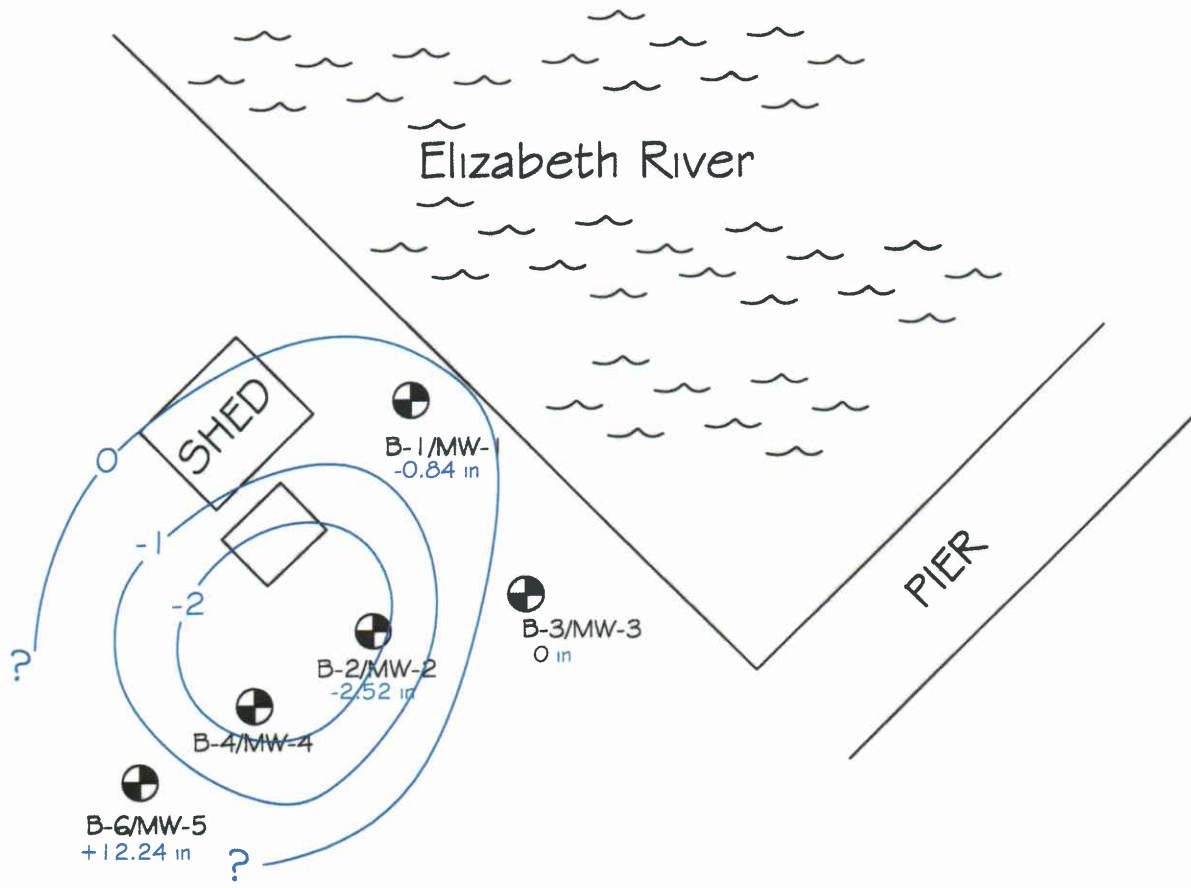 Elizabeth River
SHED
0
B-1/MW-1
-0.84 in
-1
PIER
-2
B-3/MW-3
0 in
?
B-2/MW-2
-2.52 in
B-4/MW-4
B-6/MW-5
+12.24 in
?